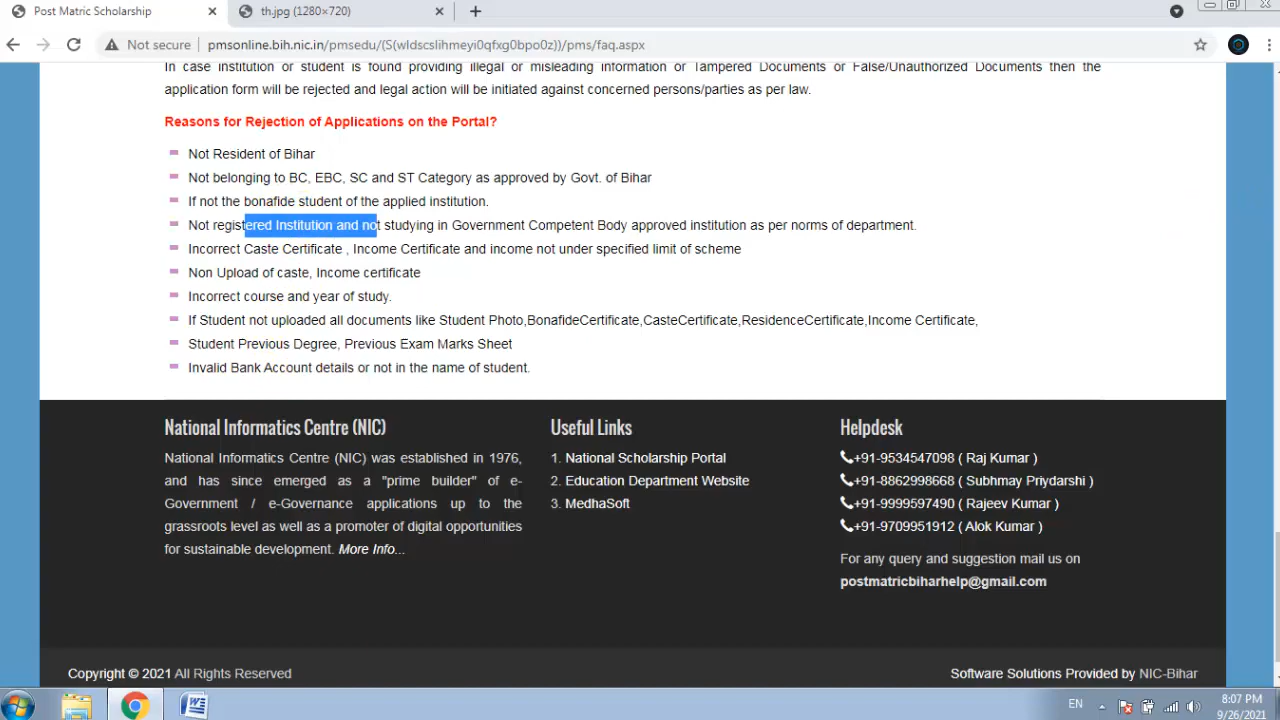 Post Matric Scholarship
th.jpg (1280×720)
Not secure
pmsonline.bih.nic.in/pmsedu/(S(wldscslihmeyi0qfxg0bpo0z))/pms/faq.aspx
In case institution or student is found providing illegal or misleading information or Tampered Documents or False/Unauthorized Documents then the
application form will be rejected and legal action will be initiated against concerned persons/parties as per law.
Reasons for Rejection of Applications on the Portal?
Not Resident of Bihar
Not belonging to BC, EBC, SC and ST Category as approved by Govt. of Bihar
If not the bonafide student of the applied institution.
Not registered Institution and not studying in Government Competent Body approved institution as per norms of department.
Incorrect Caste Certificate , Income Certificate and income not under specified limit of scheme
Non Upload of caste, Income certificate
Incorrect course and year of study.
If Student not uploaded all documents like Student Photo,BonafideCertificate,CasteCertificate,ResidenceCertificate,Income Certificate,
Student Previous Degree, Previous Exam Marks Sheet
Invalid Bank Account details or not in the name of student.
National Informatics Centre (NIC)
National Informatics Centre (NIC) was established in 1976,
and has since emerged as a "prime builder" of e-
Government / e-Governance applications up to the
grassroots level as well as a promoter of digital opportunities
for sustainable development. More Info...
Useful Links
1. National Scholarship Portal
2. Education Department Website
3. MedhaSoft
Helpdesk
+91-9534547098 ( Raj Kumar )
+91-8862998668 ( Subhmay Priydarshi )
+91-9999597490 ( Rajeev Kumar )
+91-9709951912 ( Alok Kumar )
For any query and suggestion mail us on
postmatricbiharhelp@gmail.com
Copyright © 2021 All Rights Reserved
Software Solutions Provided by NIC-Bihar
EN
8:07 PM
9/26/2021